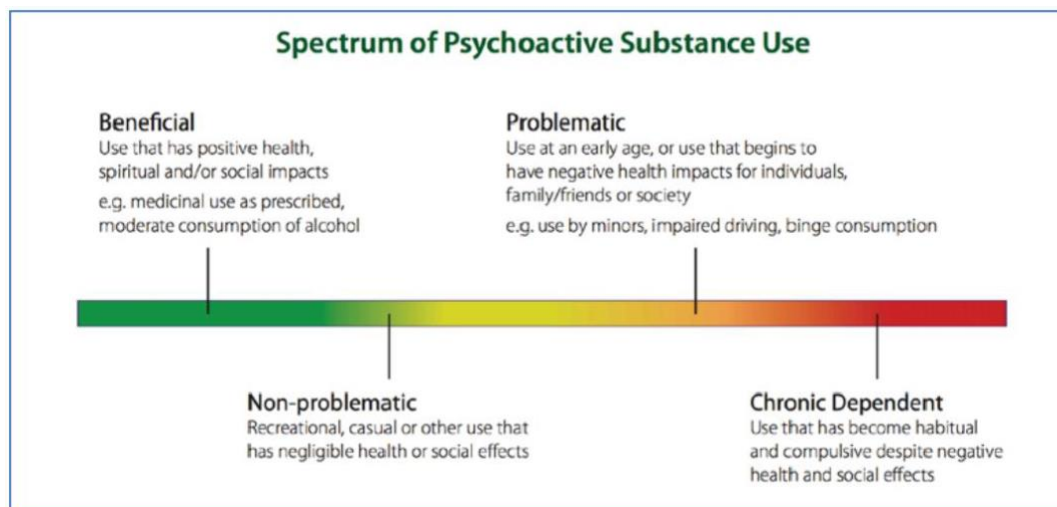 Spectrum of Psychoactive Substance Use
Beneficial
Use that has positive health,
spiritual and/or social impacts
e.g. medicinal use as prescribed,
moderate consumption of alcohol
Problematic
Use at an early age, or use that begins to
have negative health impacts for individuals,
family/friends or society
e.g. use by minors, impaired driving, binge consumption
Non-problematic
Recreational, casual or other use that
has negligible health or social effects
Chronic Dependent
Use that has become habitual
and compulsive despite negative
health and social effects